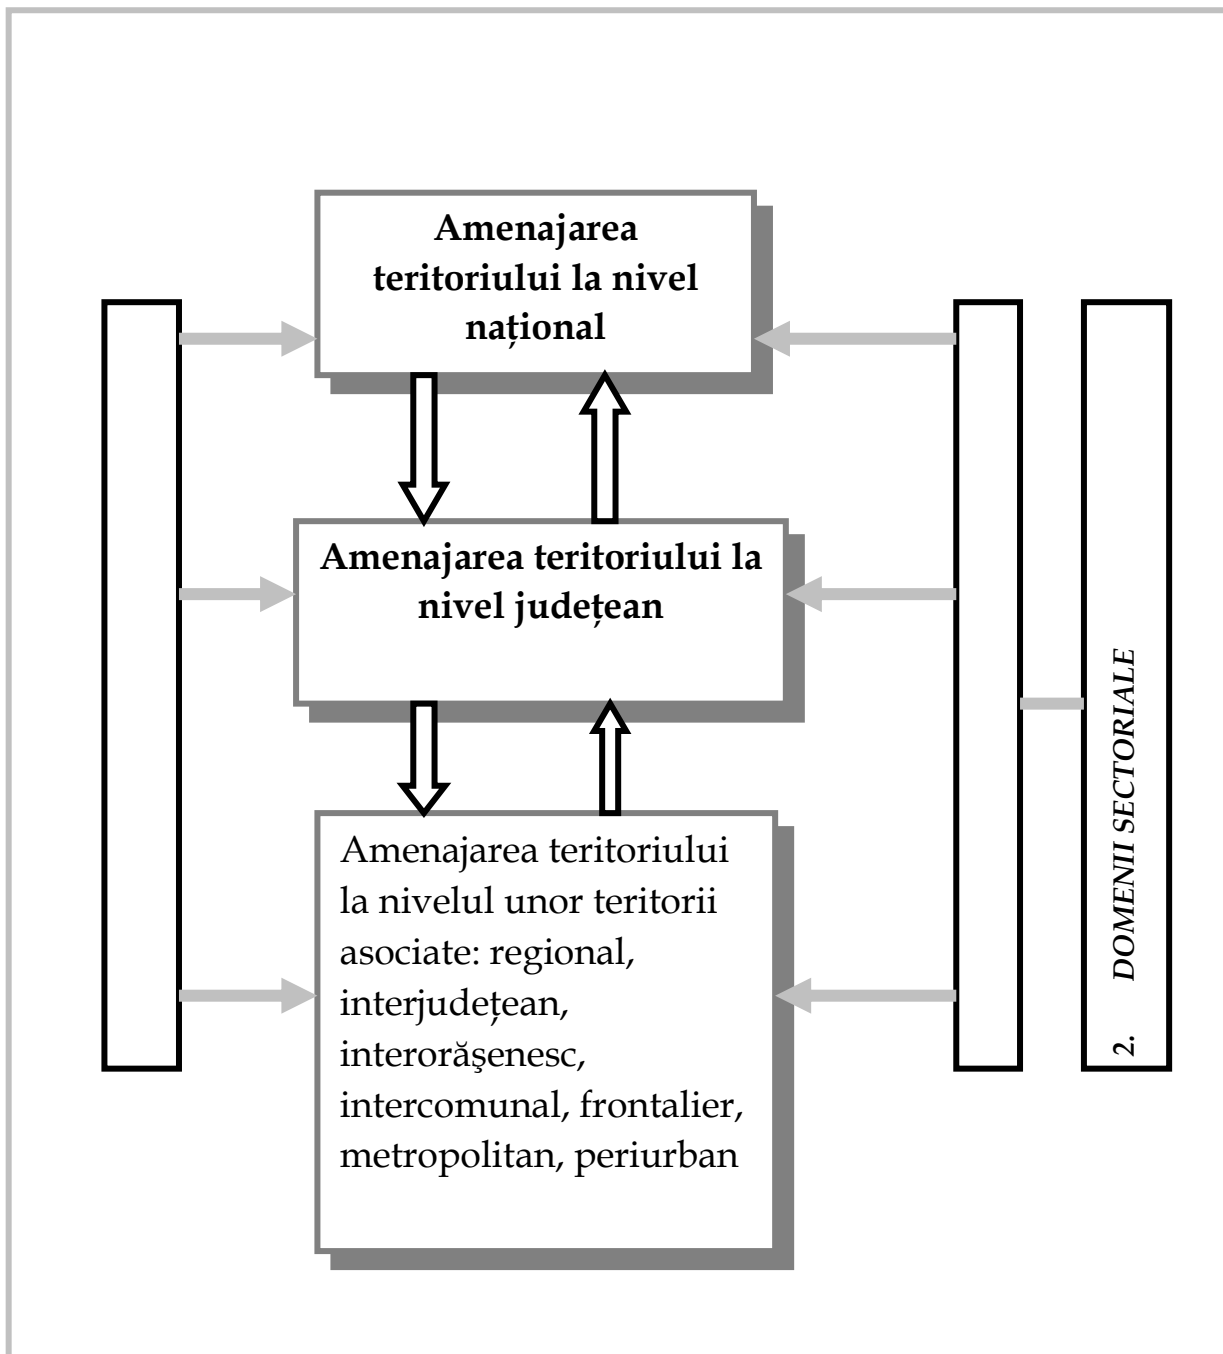 Amenajarea
teritoriului la nivel
național
Amenajarea teritoriului la
nivel județean
Amenajarea teritoriului
la nivelul unor teritorii
asociate: regional,
interjudețean,
interorăşenesc,
intercomunal, frontalier,
metropolitan, periurban
2. DOMENII SECTORIALE